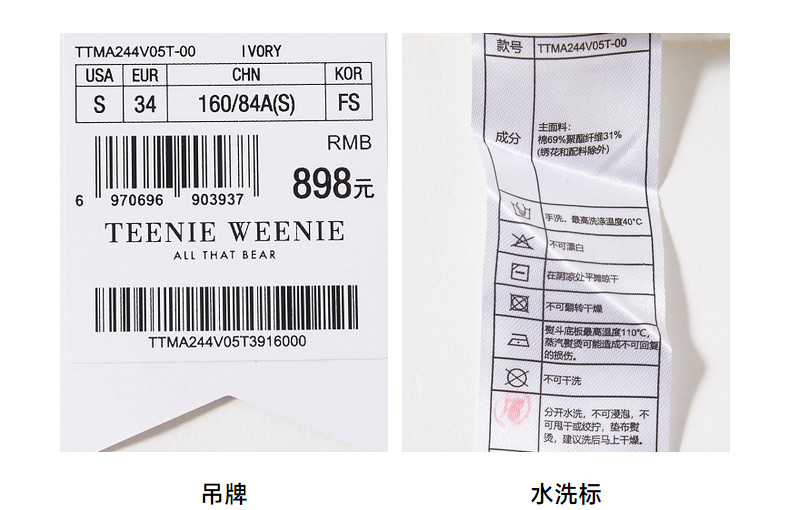 TTMA244V05T-00 IVORY
USA EUR CHN KOR
S 34 160/84A(S) FS
RMB
898元
6 970696 903937
TEENIE WEENIE
ALL THAT BEAR
TTMA244V05T3916000
吊牌
款号 TTMA244V05T-00
成分
主面料：
棉69%聚酯纤维31%
(绣花和配料除外)
手洗，最高洗涤温度40°C
不可漂白
在阴凉处平摊晾干
不可翻转干燥
熨斗底板最高温度110℃，
蒸汽熨烫可能造成不可回复
的损伤。
不可干洗
分开水洗，不可浸泡，不
可甩干或绞拧，垫布熨
烫，建议洗后马上干燥。
水洗标